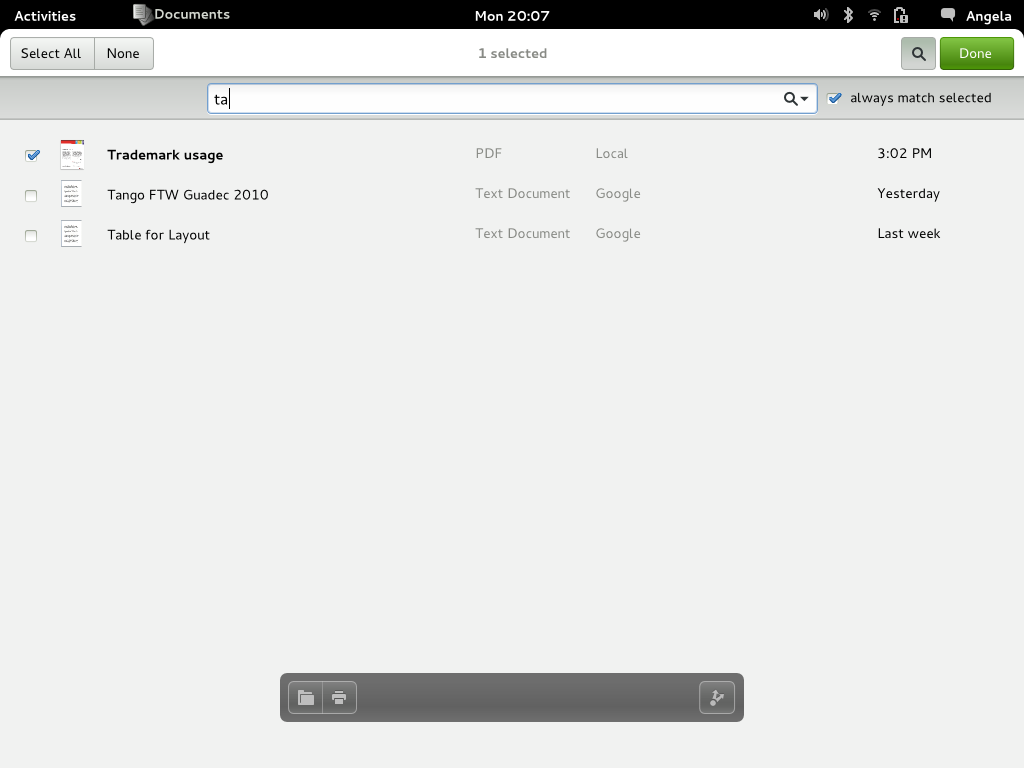 Activities Documents Mon 20:07 Angela
Select All None 1 selected Done
ta always match selected
Trademark usage PDF Local 3:02 PM
Tango FTW Guadec 2010 Text Document Google Yesterday
Table for Layout Text Document Google Last week